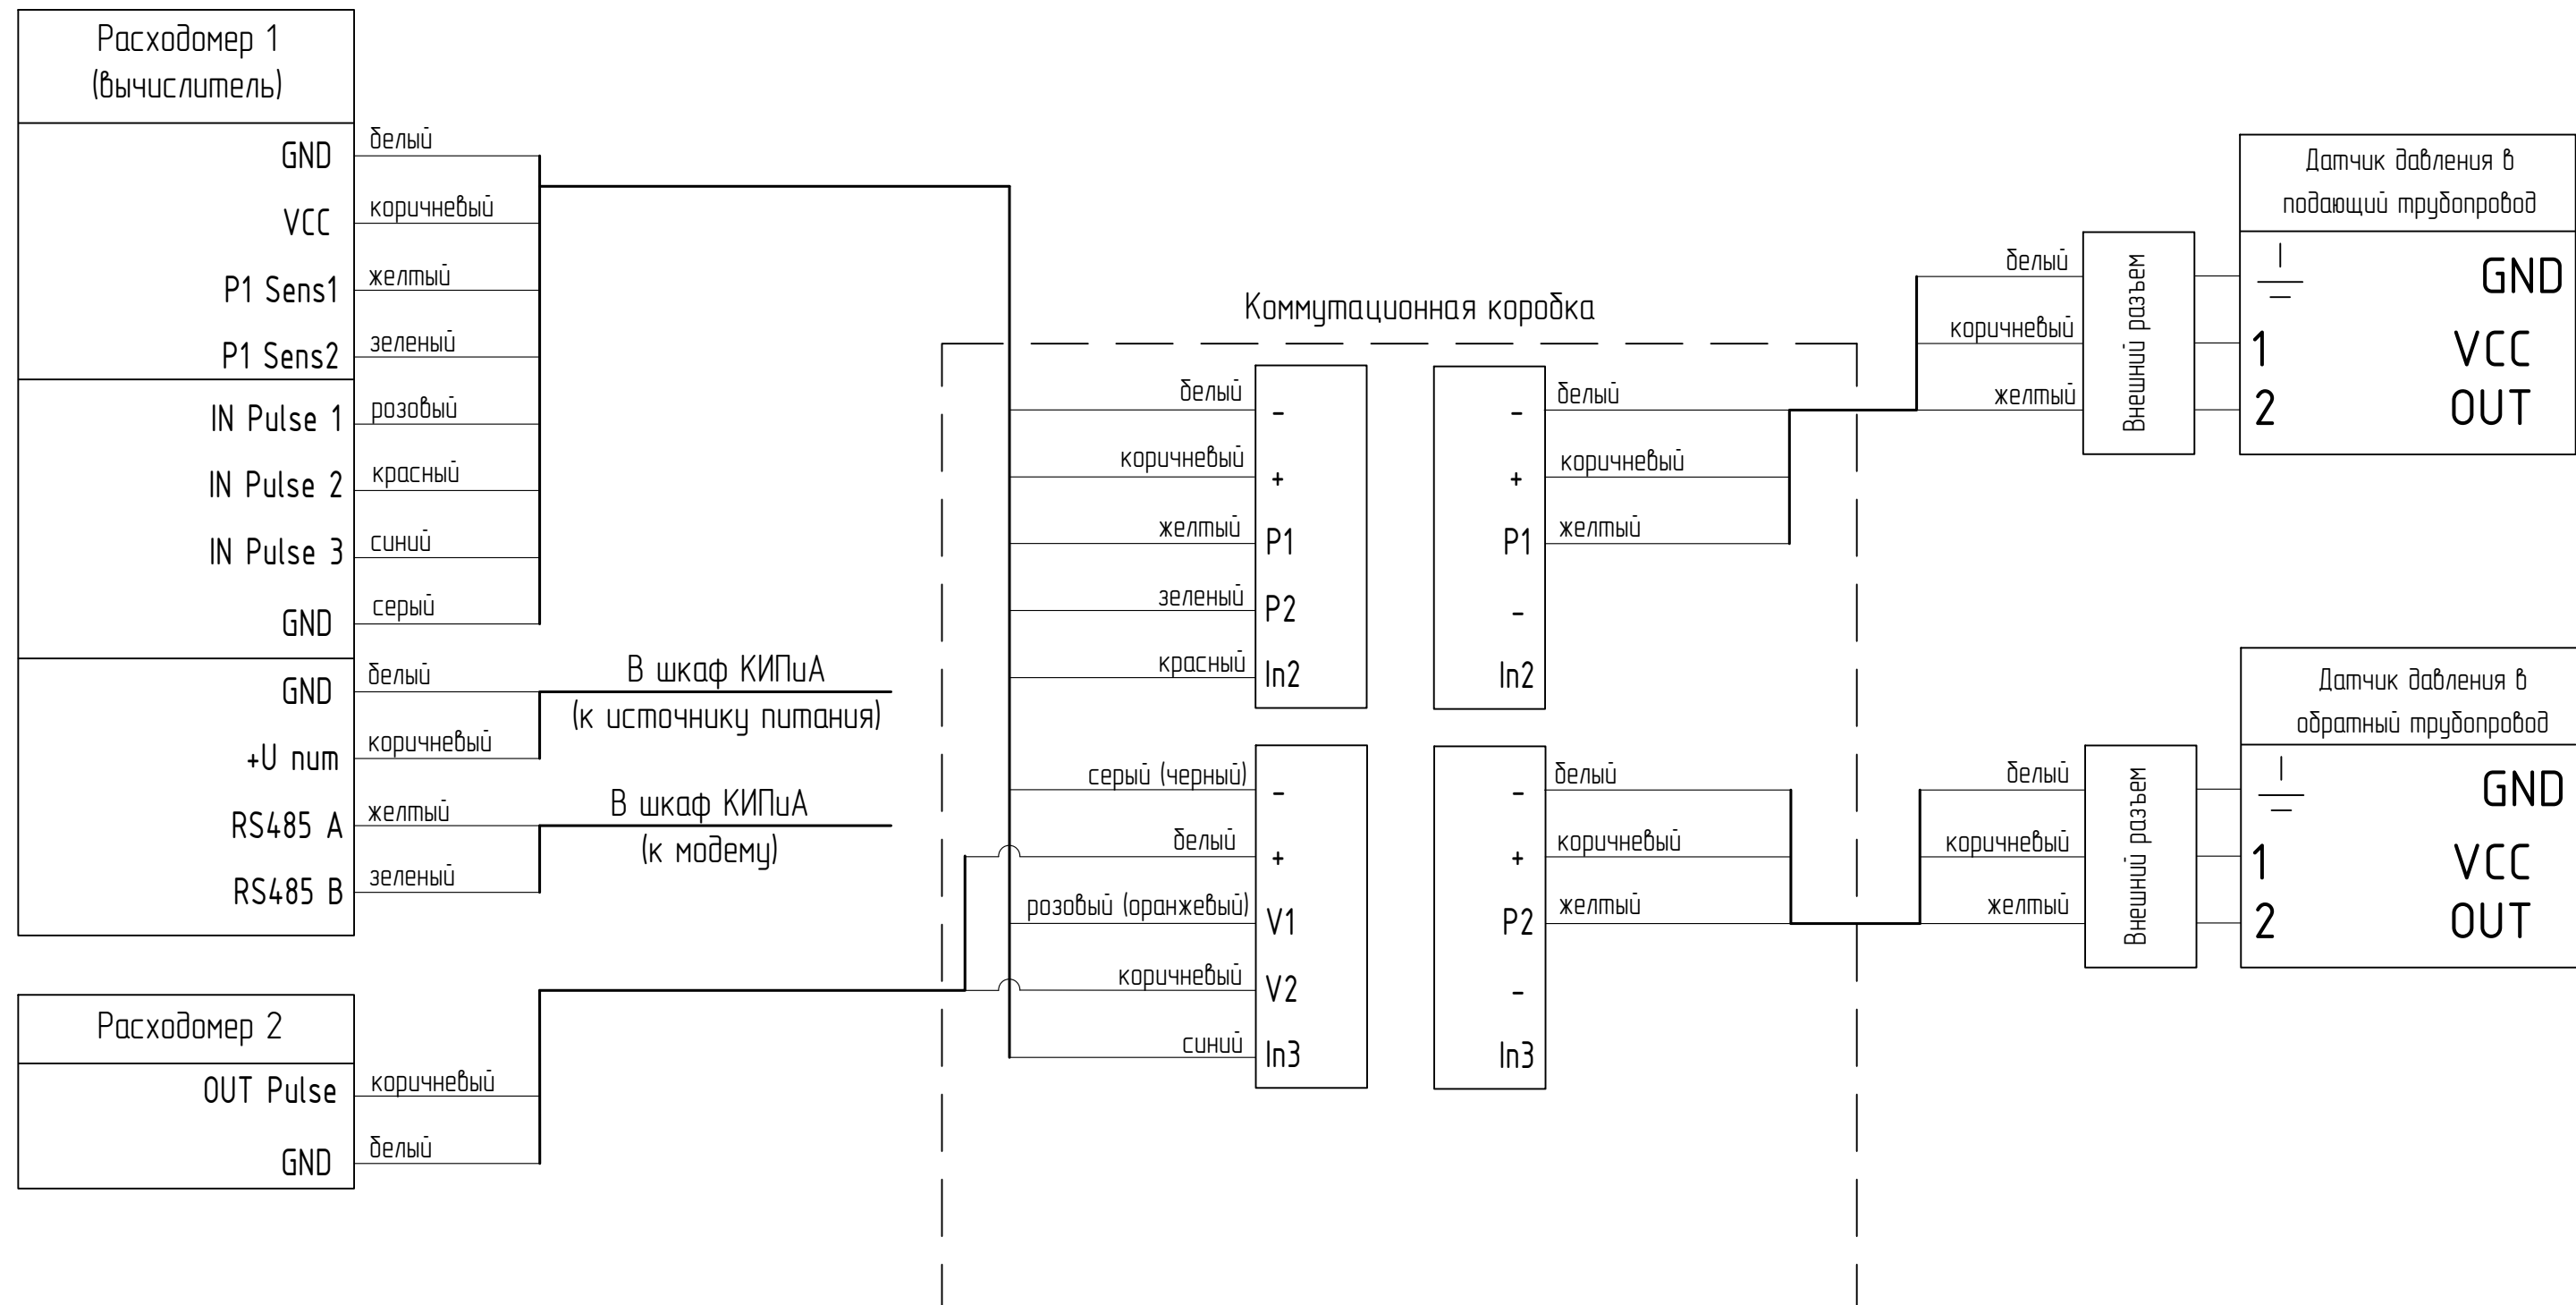 Расходомер 1
(вычислитель)
GND
белый
VCC
коричневый
P1 Sens1
желтый
P1 Sens2
зеленый
IN Pulse 1
розовый
IN Pulse 2
красный
IN Pulse 3
синий
GND
серый
GND
белый
+U пит
коричневый
RS485 A
желтый
RS485 B
зеленый
В шкаф КИПиА
(к источнику питания)
В шкаф КИПиА
(к модему)
Расходомер 2
OUT Pulse
коричневый
GND
белый
Коммутационная коробка
белый
-
коричневый
+
желтый
P1
зеленый
P2
красный
In2
-
белый
+
коричневый
P1
желтый
-
In2
серый (черный)
-
белый
+
розовый (оранжевый)
V1
коричневый
V2
синий
In3
-
белый
+
коричневый
P2
желтый
-
In3
белый
коричневый
желтый
Внешний разъем
Датчик давления в
подающий трубопровод
GND
1 VCC
2 OUT
белый
коричневый
желтый
Внешний разъем
Датчик давления в
обратный трубопровод
GND
1 VCC
2 OUT